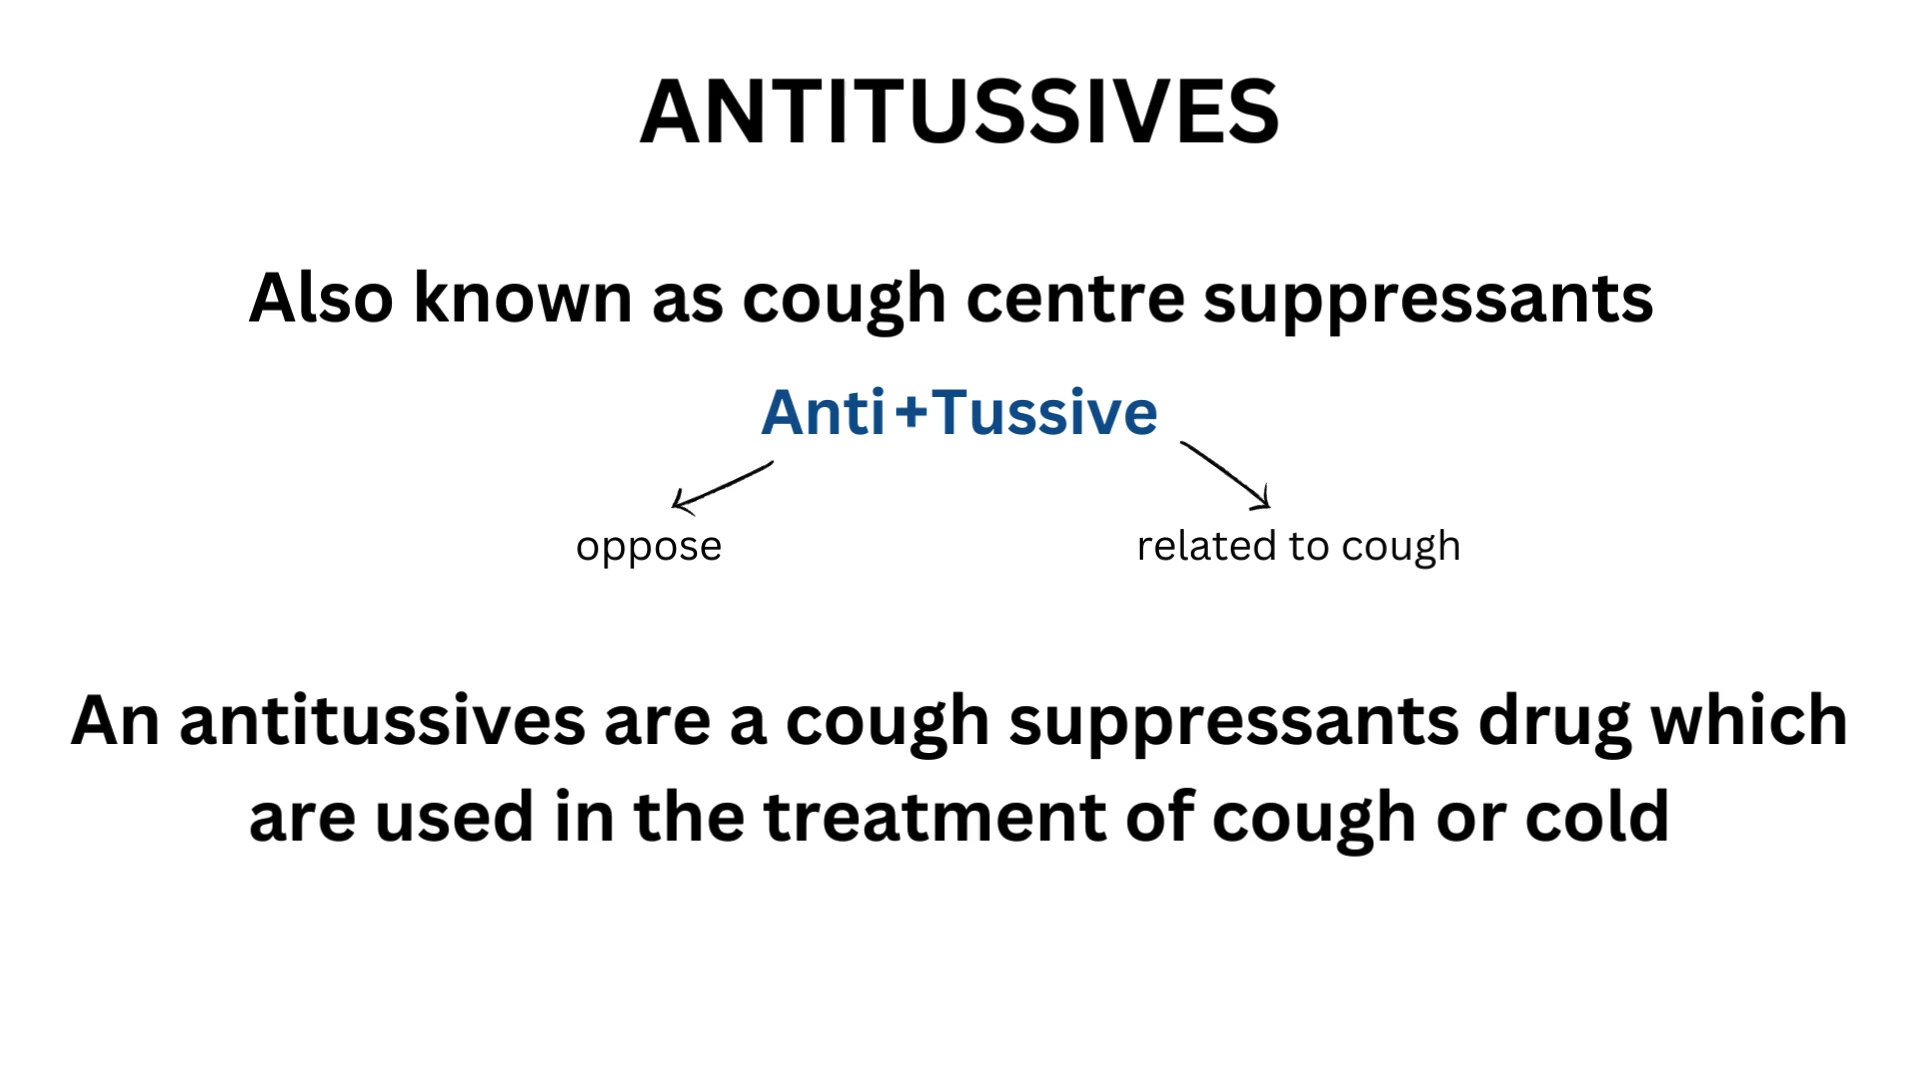 ANTITUSSIVES
Also known as cough centre suppressants
Anti+Tussive
oppose
related to cough
An antitussives are a cough suppressants drug which
are used in the treatment of cough or cold